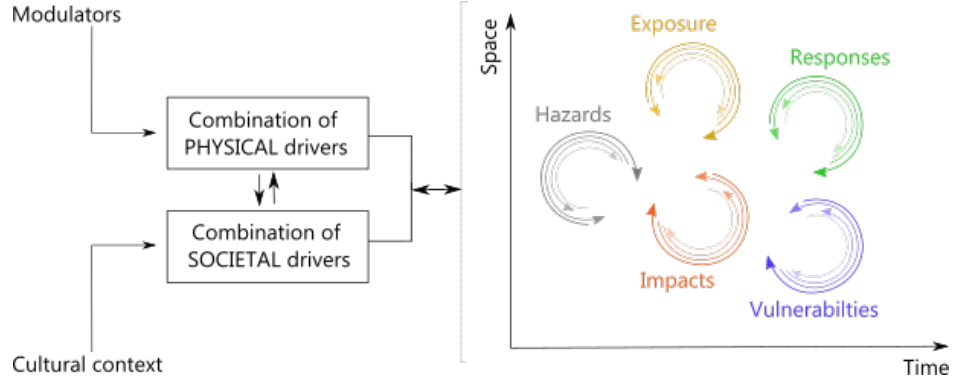 Modulators
Combination of
PHYSICAL drivers
Combination of
SOCIETAL drivers
Cultural context
Space
Exposure
Responses
Hazards
Impacts
Vulnerabilties
Time